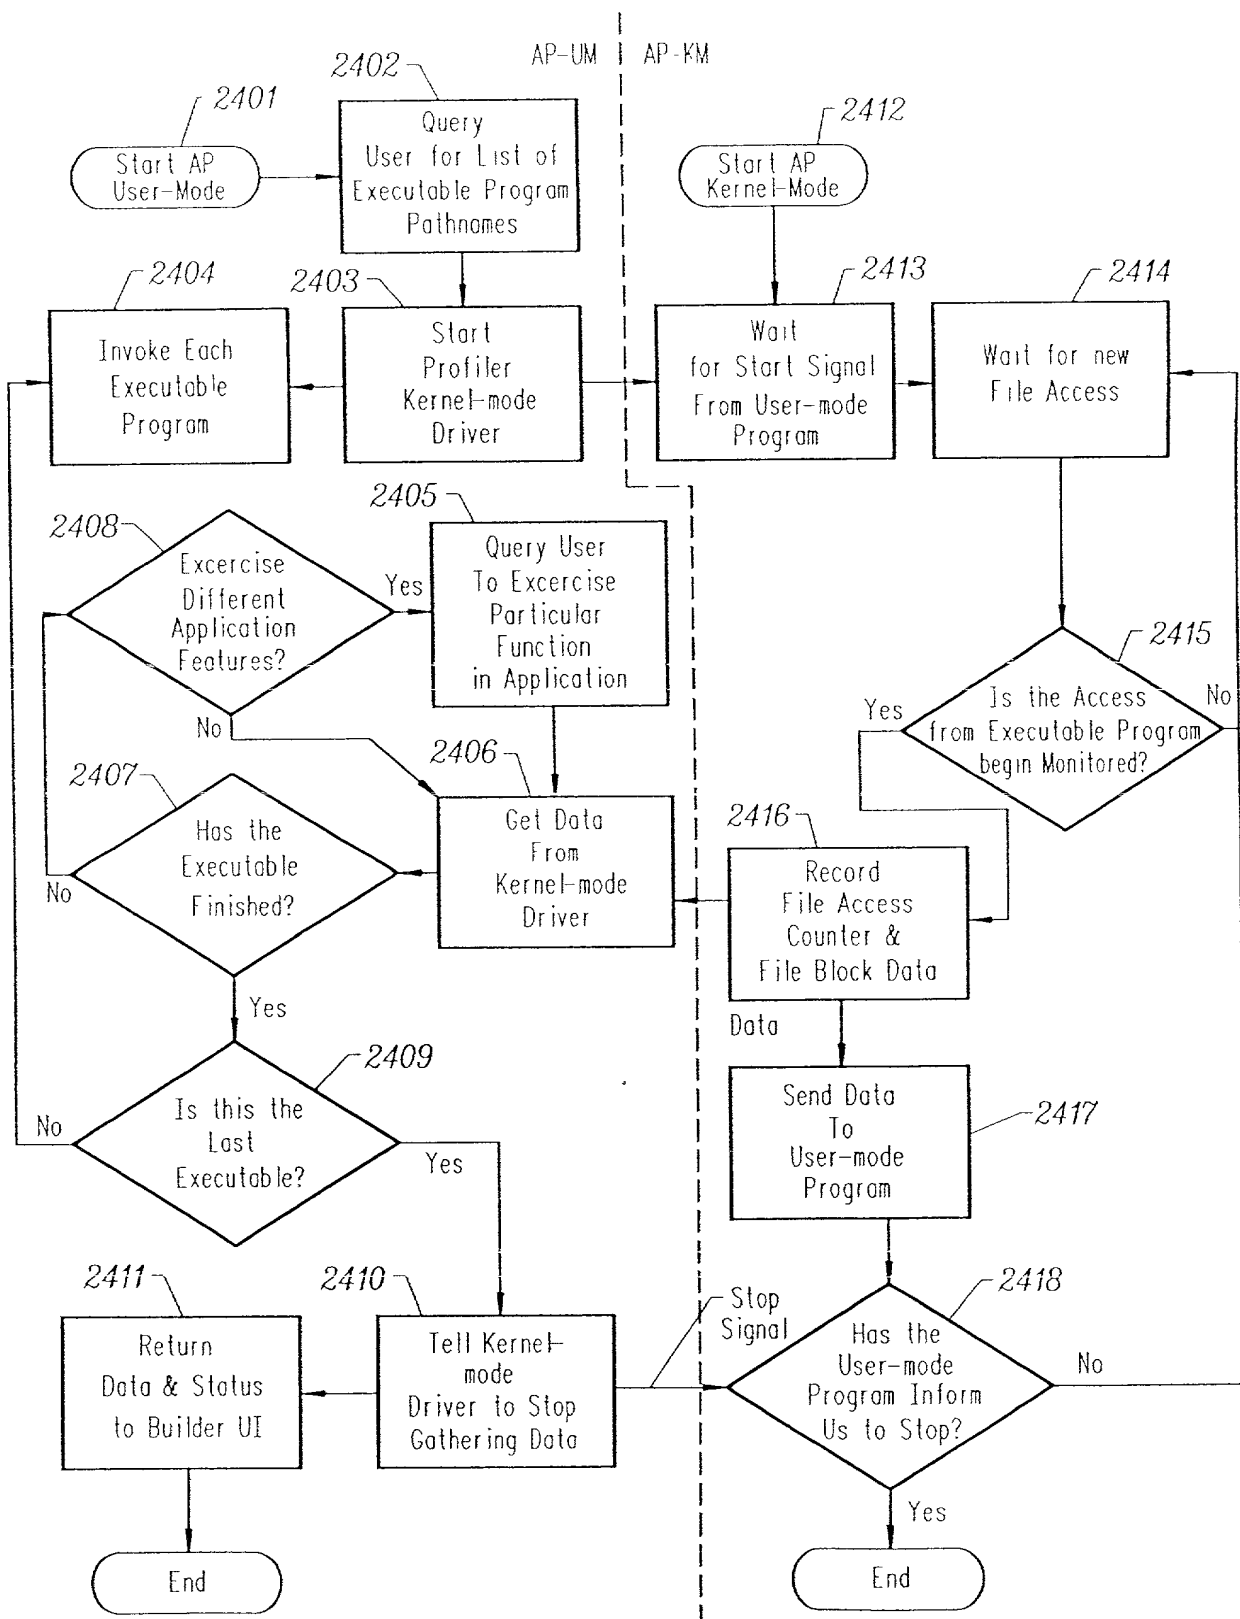 AP-UM
AP-KM
2401
Start AP
User-Mode
2402
Query
User for List of
Executable Program
Pathnames
2412
Start AP
Kernel-Mode
2404
Invoke Each
Executable
Program
2403
Start
Profiler
Kernel-mode
Driver
2413
Wait
for Start Signal
From User-mode
Program
2414
Wait for new
File Access
2408
Excercise
Different
Application
Features?
Yes
No
2405
Query User
To Excercise
Particular
Function
in Application
2415
Is the Access
from Executable Program
begin Monitored?
Yes
No
2407
Has the
Executable
Finished?
No
Yes
2406
Get Data
From
Kernel-mode
Driver
2416
Record
File Access
Counter &
File Block Data
Data
2409
Is this the
Last
Executable?
No
Yes
2417
Send Data
To
User-mode
Program
2411
Return
Data & Status
to Builder UI
2410
Tell Kernel-
mode
Driver to Stop
Gathering Data
Stop
Signal
2418
Has the
User-mode
Program Inform
Us to Stop?
No
Yes
End
End